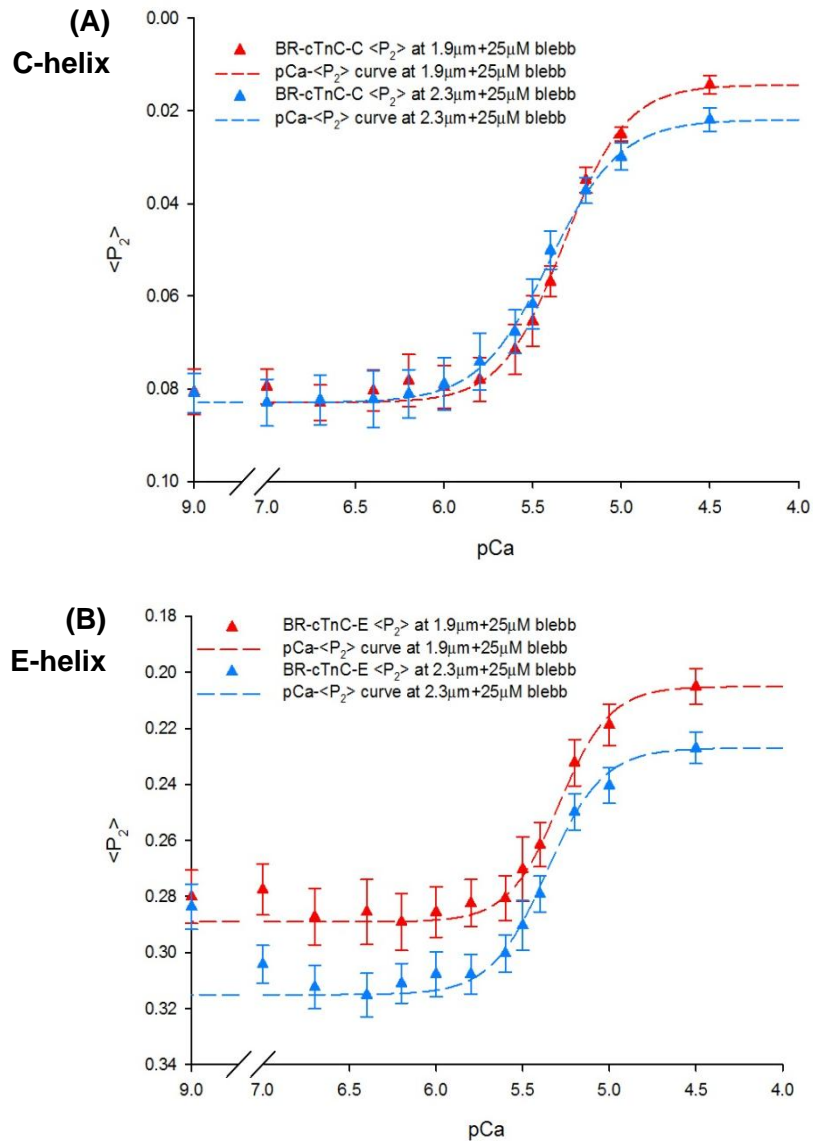 (A)
C-helix
BR-cTnC-C <P2> at 1.9μm+25μM blebb
pCa-<P2> curve at 1.9μm+25μM blebb
BR-cTnC-C <P2> at 2.3μm+25μM blebb
pCa-<P2> curve at 2.3μm+25μM blebb
<P2>
0.00
0.02
0.04
0.06
0.08
0.10
9.0 7.0 6.5 6.0 5.5 5.0 4.5 4.0
pCa
(B)
E-helix
BR-cTnC-E <P2> at 1.9μm+25μM blebb
pCa-<P2> curve at 1.9μm+25μM blebb
BR-cTnC-E <P2> at 2.3μm+25μM blebb
pCa-<P2> curve at 2.3μm+25μM blebb
<P2>
0.18
0.20
0.22
0.24
0.26
0.28
0.30
0.32
0.34
9.0 7.0 6.5 6.0 5.5 5.0 4.5 4.0
pCa